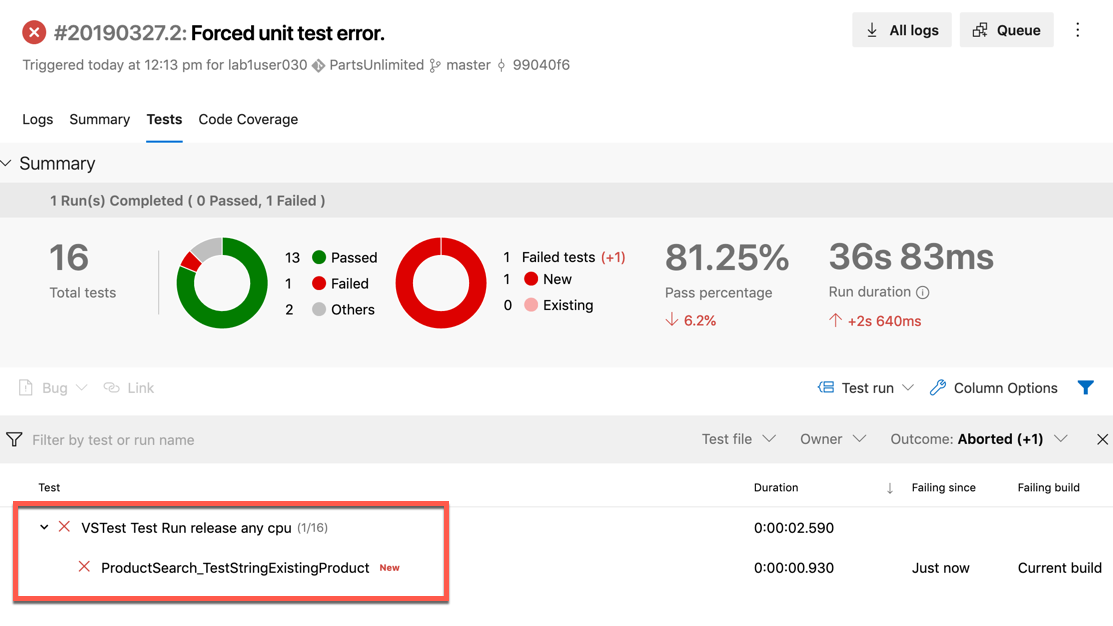 #20190327.2: Forced unit test error.
All logs
Queue
Triggered today at 12:13 pm for lab1user030 PartsUnlimited master 99040f6
Logs Summary Tests Code Coverage
Summary
1 Run(s) Completed ( 0 Passed, 1 Failed )
16
Total tests
13 Passed
1 Failed
2 Others
1 Failed tests (+1)
1 New
0 Existing
81.25%
Pass percentage
6.2%
36s 83ms
Run duration
+2s 640ms
Bug Link
Test run Column Options
Filter by test or run name
Test file Owner Outcome: Aborted (+1)
Test Duration Failing since Failing build
VSTest Test Run release any cpu (1/16) 0:00:02.590
ProductSearch_TestStringExistingProduct New 0:00:00.930 Just now Current build